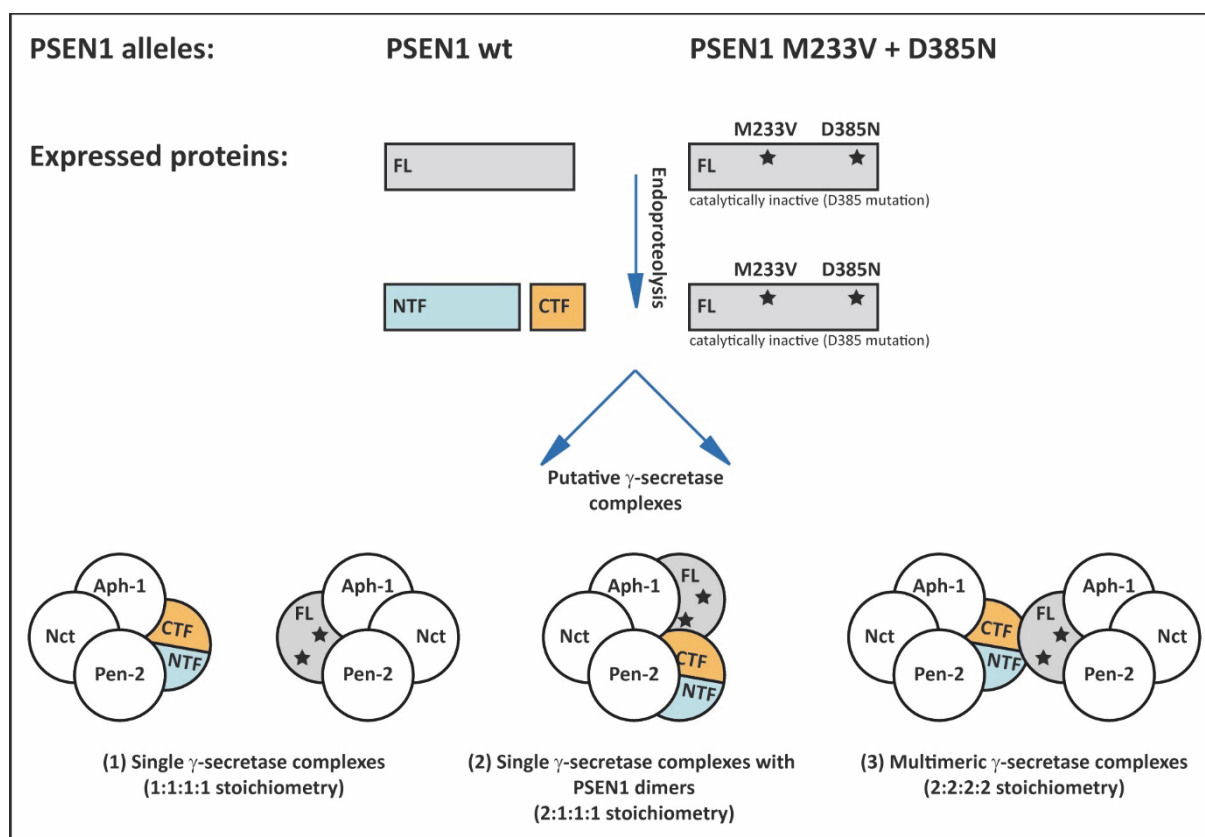 PSEN1 alleles:
PSEN1 wt
PSEN1 M233V + D385N
Expressed proteins:
FL
M233V D385N
FL
catalytically inactive (D385 mutation)
Endoproteolysis
NTF
CTF
M233V D385N
FL
catalytically inactive (D385 mutation)
Putative γ-secretase
complexes
Aph-1
Nct
CTF
NTF
Pen-2
Aph-1
FL
Nct
Pen-2
Aph-1
FL
Nct
CTF
Pen-2
NTF
Aph-1
Nct
CTF
NTF
Pen-2
FL
Aph-1
Nct
Pen-2
(1) Single γ-secretase complexes
(1:1:1:1 stoichiometry)
(2) Single γ-secretase complexes with
PSEN1 dimers
(2:1:1:1 stoichiometry)
(3) Multimeric γ-secretase complexes
(2:2:2:2 stoichiometry)